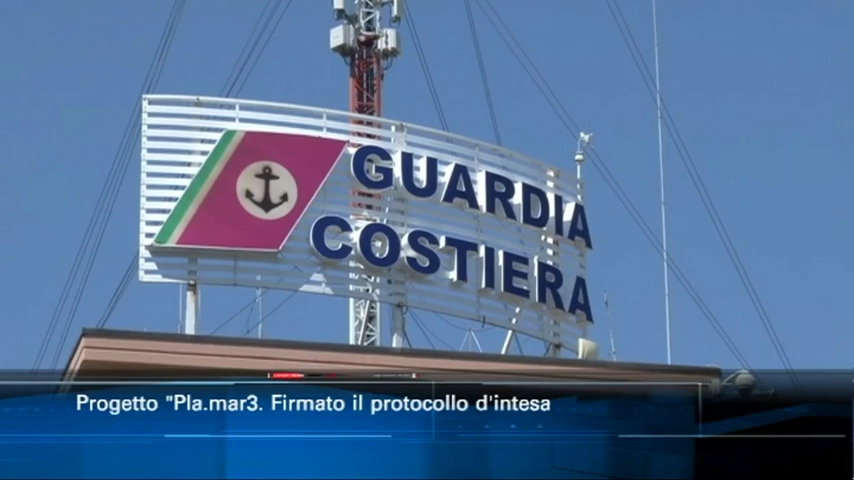 GUARDIA
COSTIERA
Progetto "Pla.mar3. Firmato il protocollo d'intesa